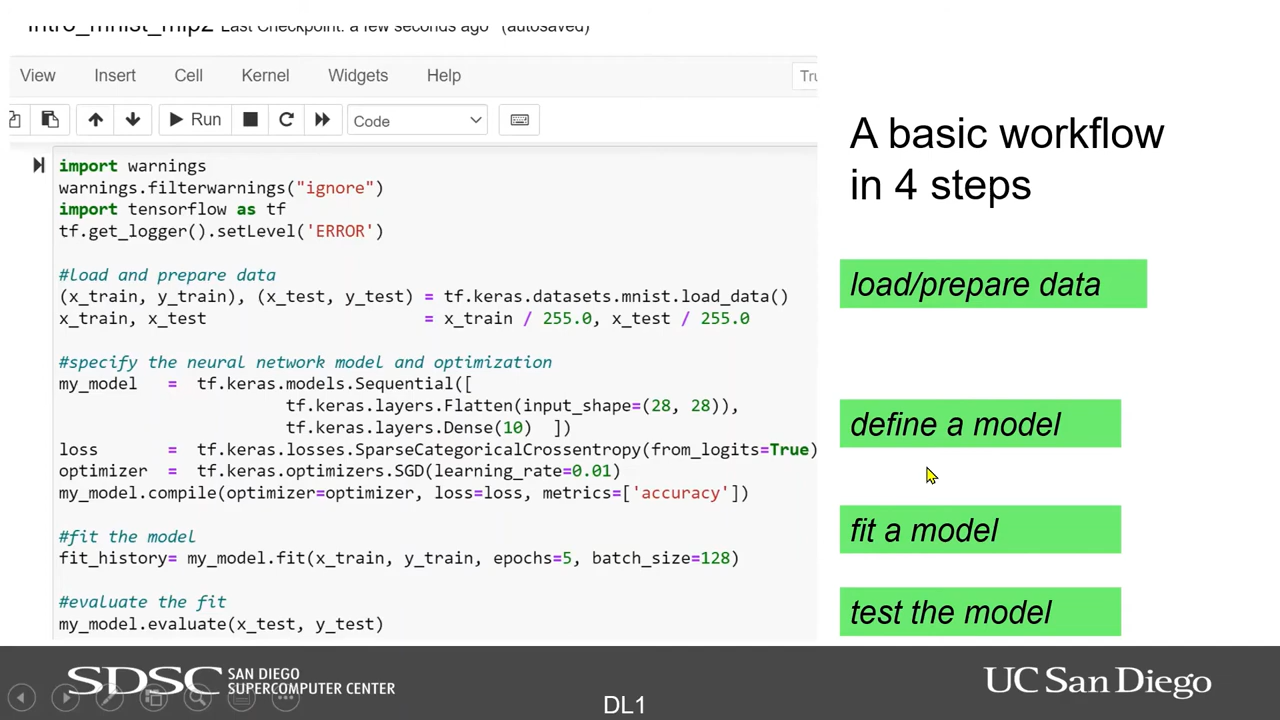 intro_mnist_mlp2 Last Checkpoint: a few seconds ago (autosaved)
View Insert Cell Kernel Widgets Help
Run Code
import warnings
warnings.filterwarnings("ignore")
import tensorflow as tf
tf.get_logger().setLevel('ERROR')
#load and prepare data
(x_train, y_train), (x_test, y_test) = tf.keras.datasets.mnist.load_data()
x_train, x_test = x_train / 255.0, x_test / 255.0
#specify the neural network model and optimization
my_model = tf.keras.models.Sequential([
tf.keras.layers.Flatten(input_shape=(28, 28)),
tf.keras.layers.Dense(10) ])
loss = tf.keras.losses.SparseCategoricalCrossentropy(from_logits=True)
optimizer = tf.keras.optimizers.SGD(learning_rate=0.01)
my_model.compile(optimizer=optimizer, loss=loss, metrics=['accuracy'])
#fit the model
fit_history= my_model.fit(x_train, y_train, epochs=5, batch_size=128)
#evaluate the fit
my_model.evaluate(x_test, y_test)
A basic workflow
in 4 steps
load/prepare data
define a model
fit a model
test the model
SDSC SAN DIEGO
SUPERCOMPUTER CENTER
DL1
UC San Diego